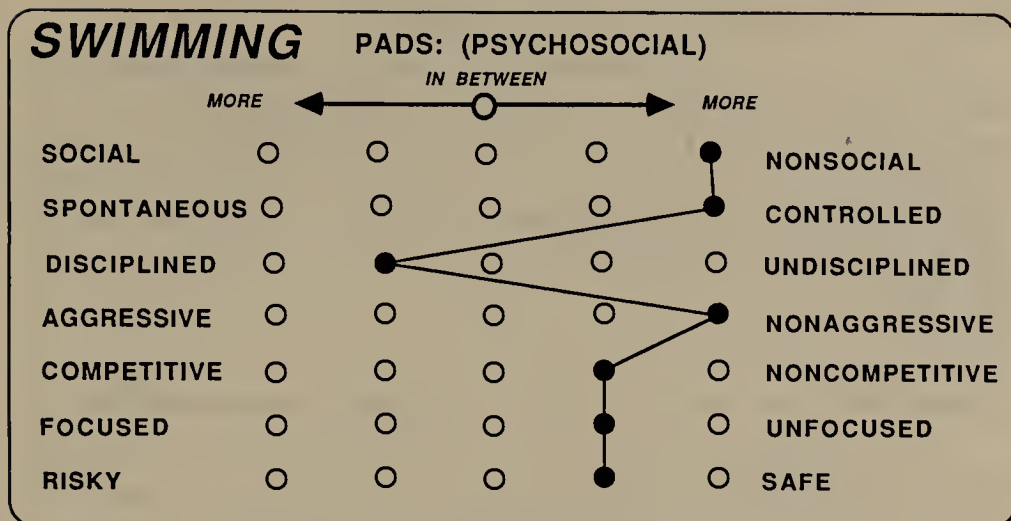 SWIMMING PADS: (PSYCHOSOCIAL)
IN BETWEEN
MORE MORE
SOCIAL NONSOCIAL
SPONTANEOUS CONTROLLED
DISCIPLINED UNDISCIPLINED
AGGRESSIVE NONAGGRESSIVE
COMPETITIVE NONCOMPETITIVE
FOCUSED UNFOCUSED
RISKY SAFE